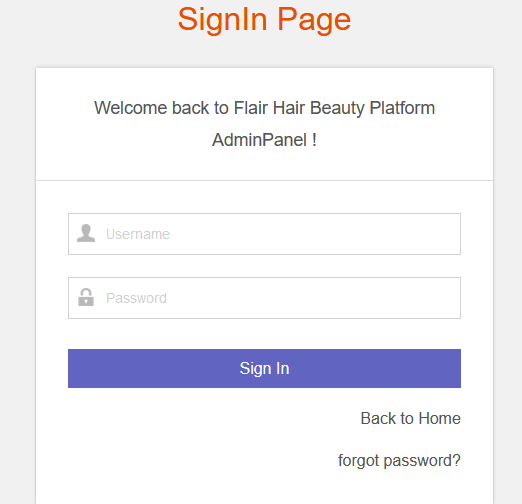 SignIn Page
Welcome back to Flair Hair Beauty Platform
AdminPanel !
Username
Password
Sign In
Back to Home
forgot password?